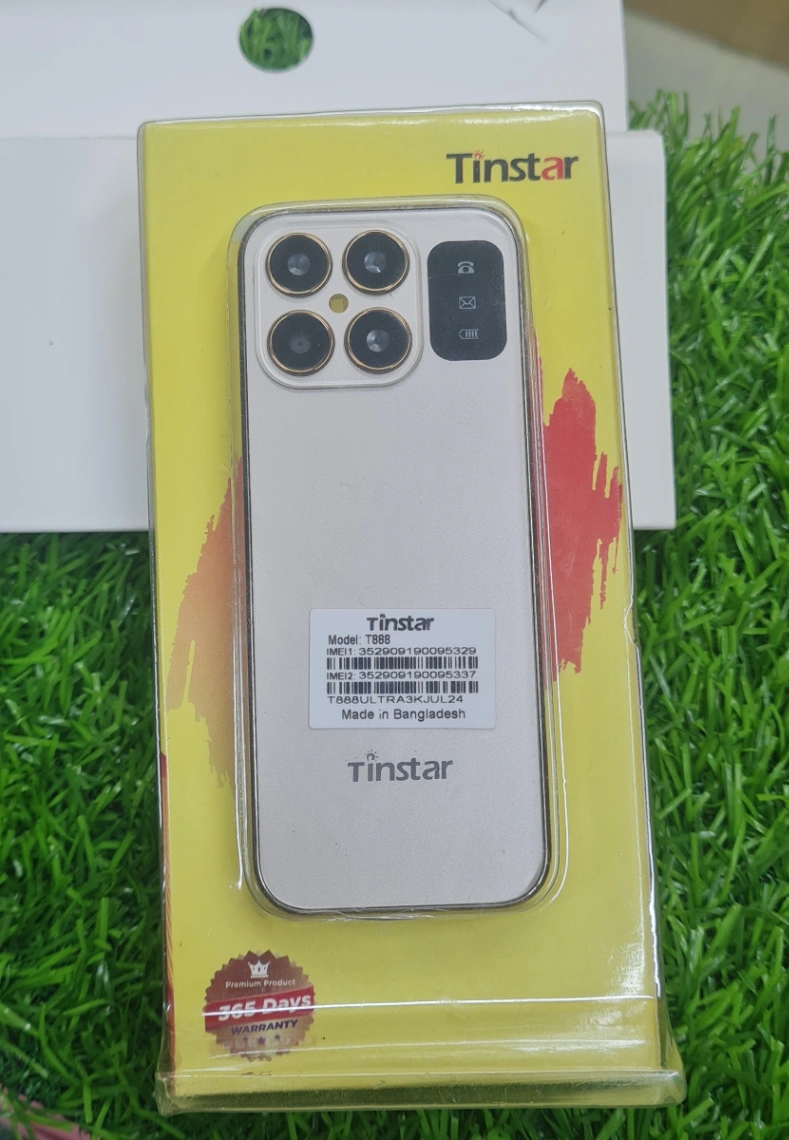 Tinstar
Tinstar
Model: T888
IMEI1: 352909190095329
IMEI2: 352909190095337
T888ULTRA3KJUL24
Made in Bangladesh
Tinstar
Premium Product
365 Days
WARRANTY